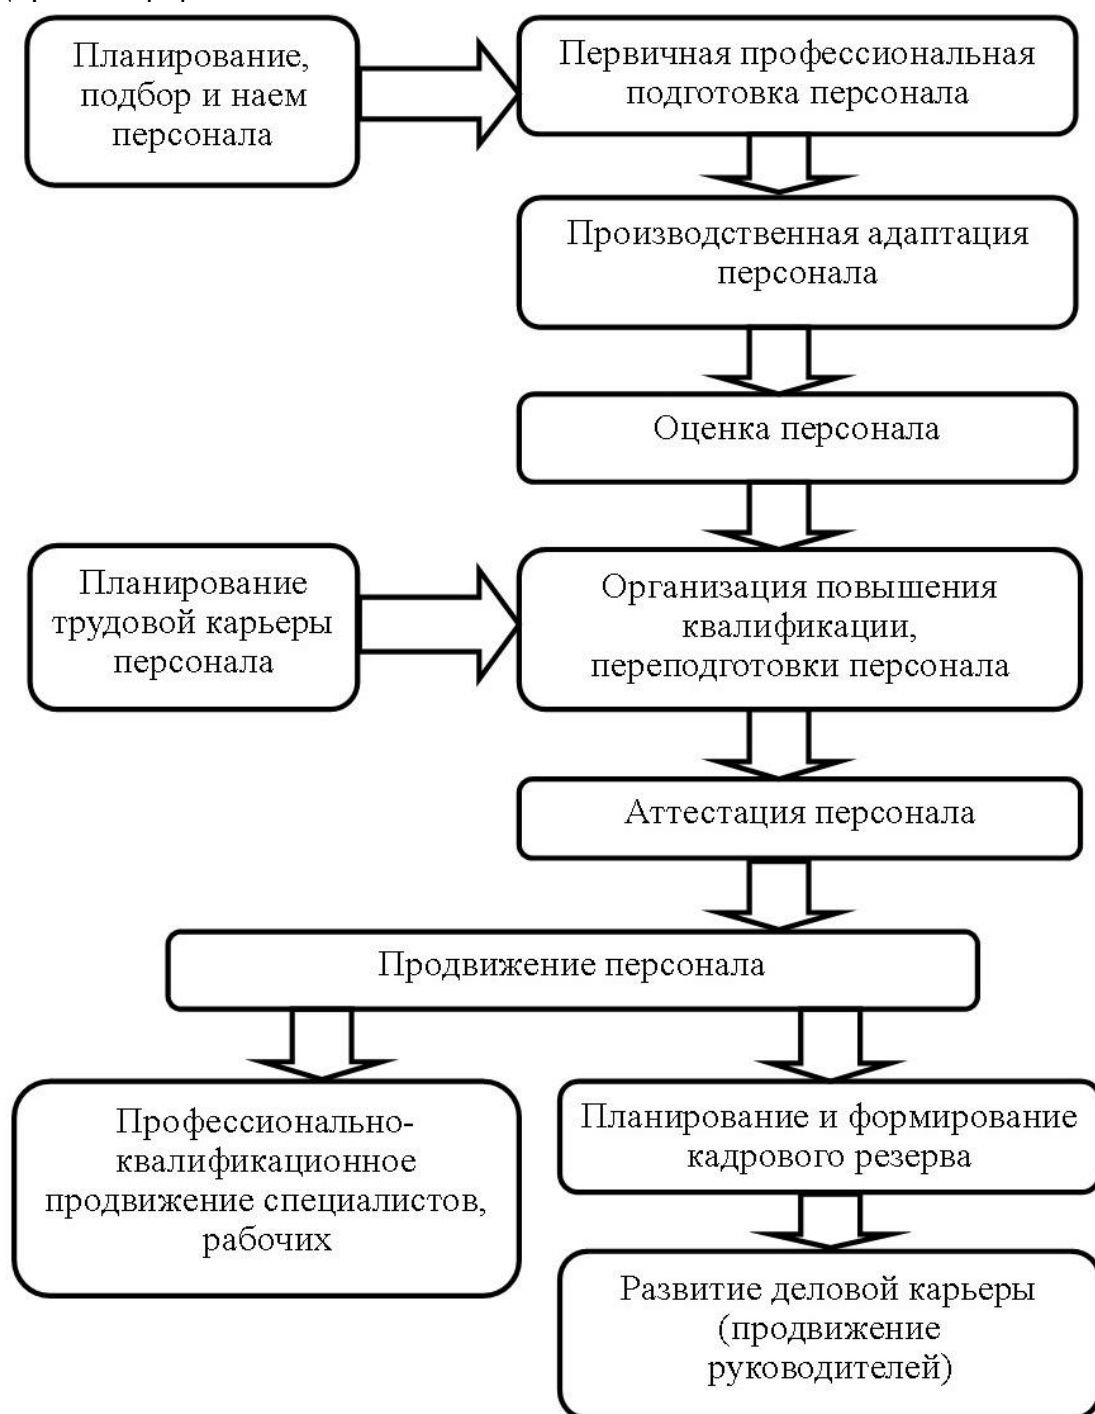 Планирование,
подбор и наем
персонала
Первичная профессиональная
подготовка персонала
Производственная адаптация
персонала
Оценка персонала
Планирование
трудовой карьеры
персонала
Организация повышения
квалификации,
переподготовки персонала
Аттестация персонала
Продвижение персонала
Профессионально-
квалификационное
продвижение специалистов,
рабочих
Планирование и формирование
кадрового резерва
Развитие деловой карьеры
(продвижение
руководителей)